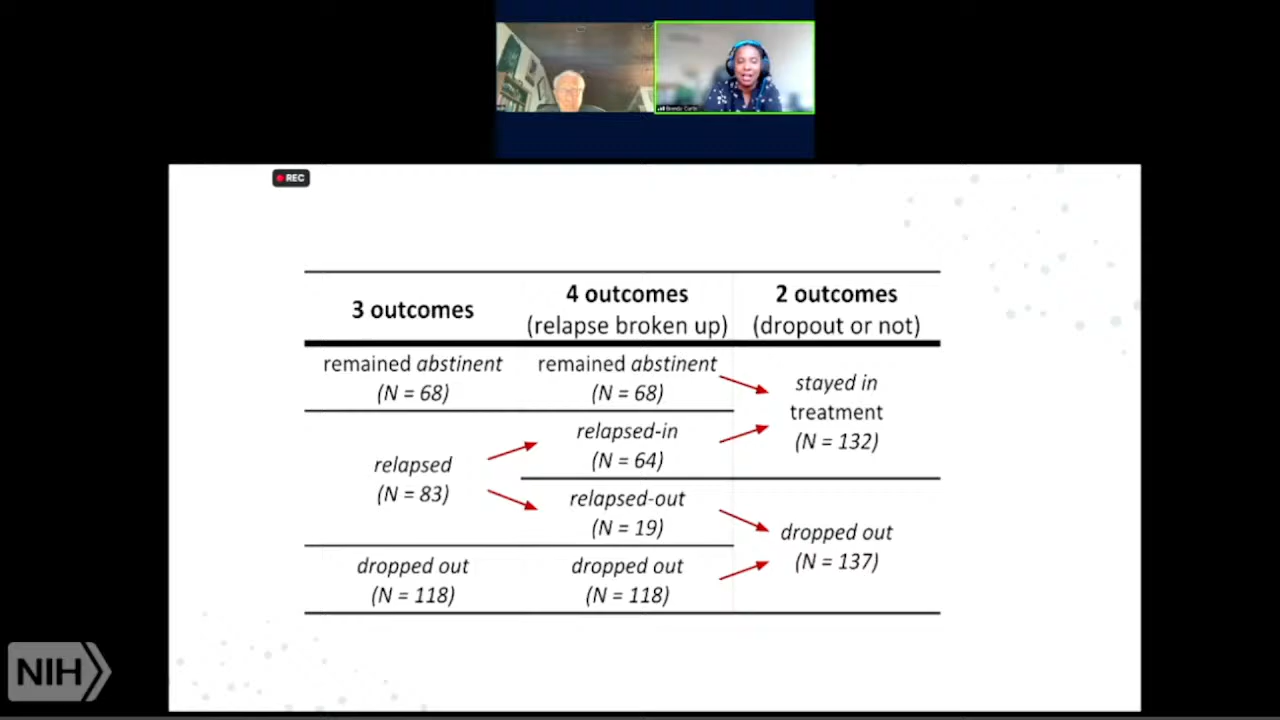 Brenda Curtis
REC
3 outcomes
4 outcomes
(relapse broken up)
2 outcomes
(dropout or not)
remained abstinent
(N = 68)
remained abstinent
(N = 68)
stayed in
treatment
(N = 132)
relapsed
(N = 83)
relapsed-in
(N = 64)
relapsed-out
(N = 19)
dropped out
(N = 137)
dropped out
(N = 118)
dropped out
(N = 118)
NIH